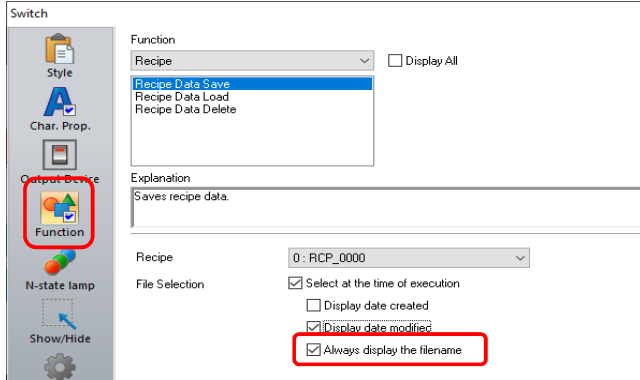 Switch
Function
Recipe
Display All
Style
Recipe Data Save
Recipe Data Load
Recipe Data Delete
Char. Prop.
Output Device
Explanation
Saves recipe data.
Function
Recipe
0 : RCP_0000
N-state lamp
File Selection
Select at the time of execution
Display date created
Display date modified
Show/Hide
Always display the filename